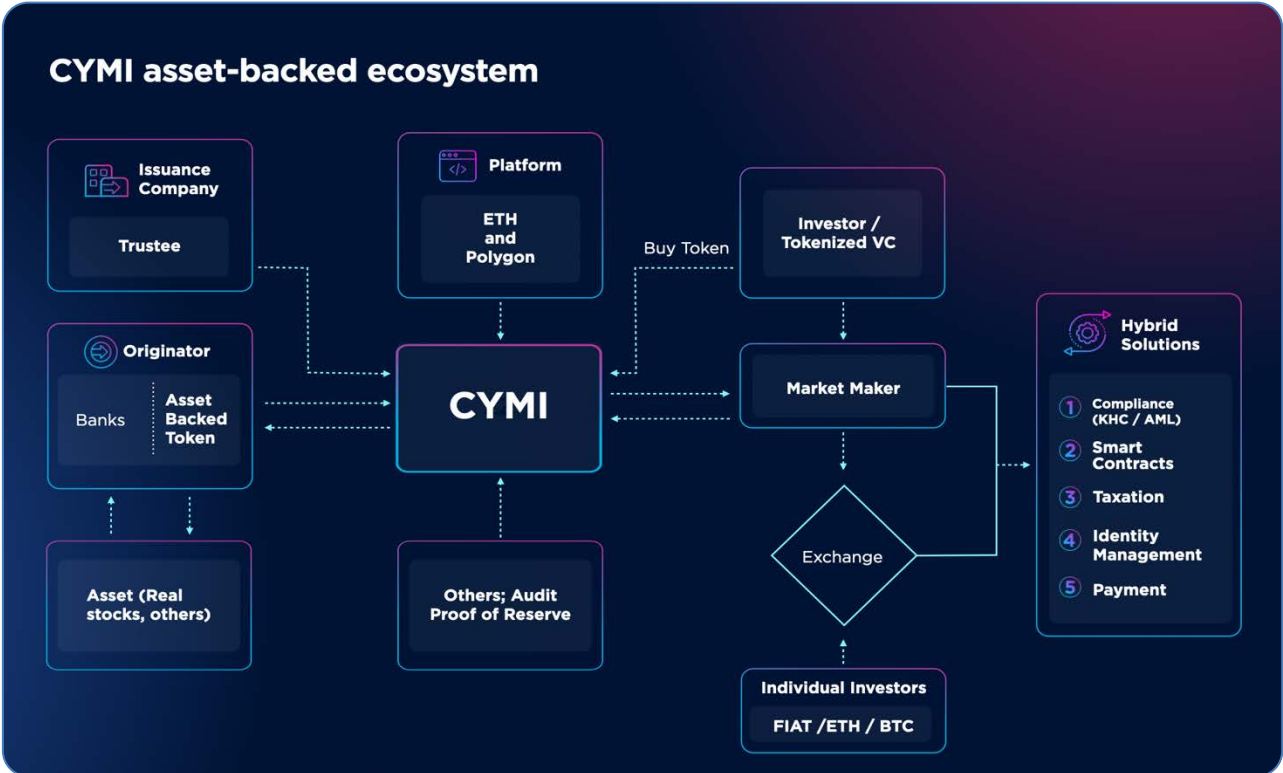 CYMI asset-backed ecosystem
Issuance
Company
Trustee
Platform
</>
ETH
and
Polygon
Buy Token
Investor /
Tokenized VC
Originator
Banks
Asset
Backed
Token
CYMI
Market Maker
Hybrid
Solutions
1 Compliance
(KHC / AML)
2 Smart
Contracts
3 Taxation
4 Identity
Management
5 Payment
Asset (Real
stocks, others)
Others; Audit
Proof of Reserve
Exchange
Individual Investors
FIAT /ETH / BTC